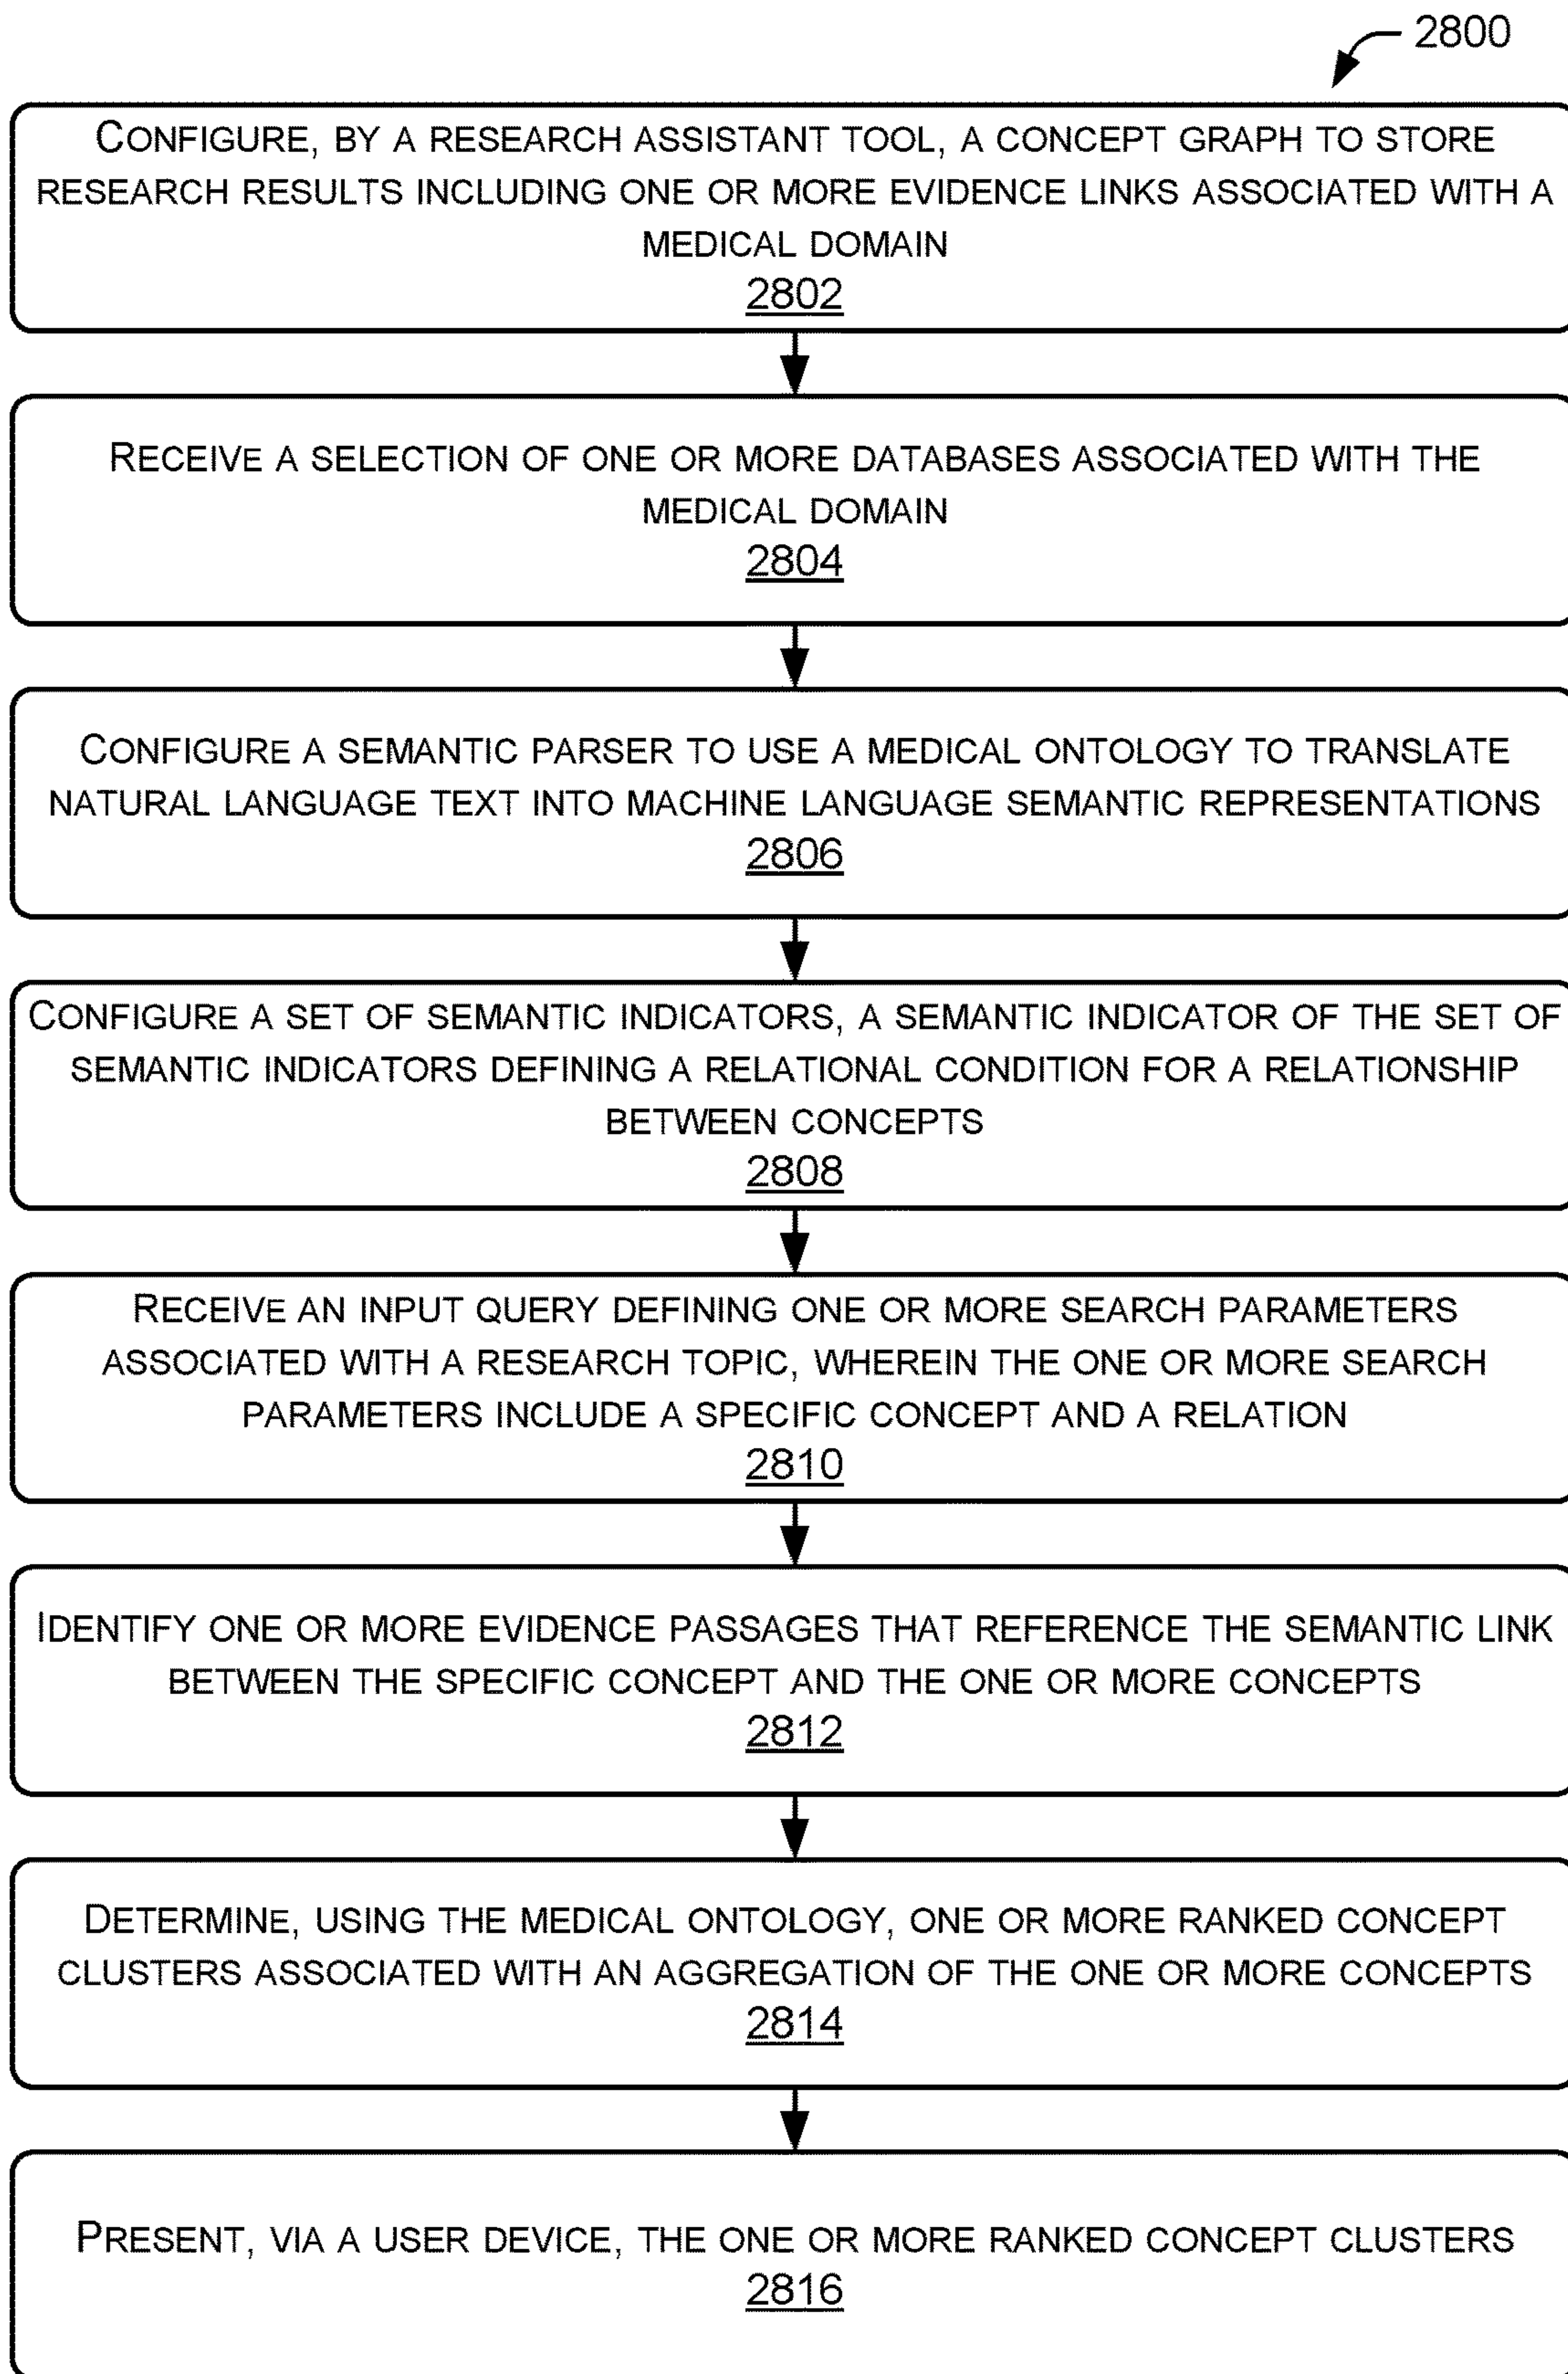 2800
CONFIGURE, BY A RESEARCH ASSISTANT TOOL, A CONCEPT GRAPH TO STORE
RESEARCH RESULTS INCLUDING ONE OR MORE EVIDENCE LINKS ASSOCIATED WITH A
MEDICAL DOMAIN
2802
RECEIVE A SELECTION OF ONE OR MORE DATABASES ASSOCIATED WITH THE
MEDICAL DOMAIN
2804
CONFIGURE A SEMANTIC PARSER TO USE A MEDICAL ONTOLOGY TO TRANSLATE
NATURAL LANGUAGE TEXT INTO MACHINE LANGUAGE SEMANTIC REPRESENTATIONS
2806
CONFIGURE A SET OF SEMANTIC INDICATORS, A SEMANTIC INDICATOR OF THE SET OF
SEMANTIC INDICATORS DEFINING A RELATIONAL CONDITION FOR A RELATIONSHIP
BETWEEN CONCEPTS
2808
RECEIVE AN INPUT QUERY DEFINING ONE OR MORE SEARCH PARAMETERS
ASSOCIATED WITH A RESEARCH TOPIC, WHEREIN THE ONE OR MORE SEARCH
PARAMETERS INCLUDE A SPECIFIC CONCEPT AND A RELATION
2810
IDENTIFY ONE OR MORE EVIDENCE PASSAGES THAT REFERENCE THE SEMANTIC LINK
BETWEEN THE SPECIFIC CONCEPT AND THE ONE OR MORE CONCEPTS
2812
DETERMINE, USING THE MEDICAL ONTOLOGY, ONE OR MORE RANKED CONCEPT
CLUSTERS ASSOCIATED WITH AN AGGREGATION OF THE ONE OR MORE CONCEPTS
2814
PRESENT, VIA A USER DEVICE, THE ONE OR MORE RANKED CONCEPT CLUSTERS
2816